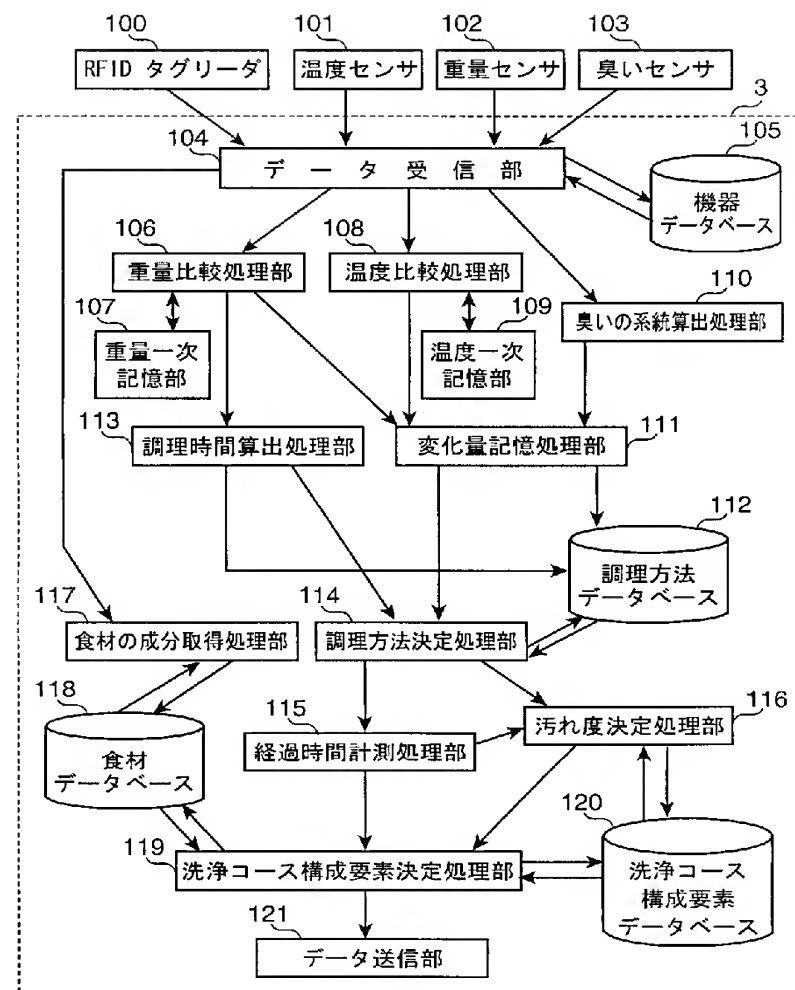 100
101
102
103
RFID タグリーダ
温度センサ
重量センサ
臭いセンサ
3
104
データ受信部
105
機器
データベース
106
重量比較処理部
108
温度比較処理部
110
臭いの系統算出処理部
107
重量一次
記憶部
109
温度一次
記憶部
113
調理時間算出処理部
変化量記憶処理部
111
112
調理方法
データベース
117
食材の成分取得処理部
114
調理方法決定処理部
118
食材
データベース
115
経過時間計測処理部
汚れ度決定処理部
116
119
洗浄コース構成要素決定処理部
120
洗浄コース
構成要素
データベース
121
データ送信部